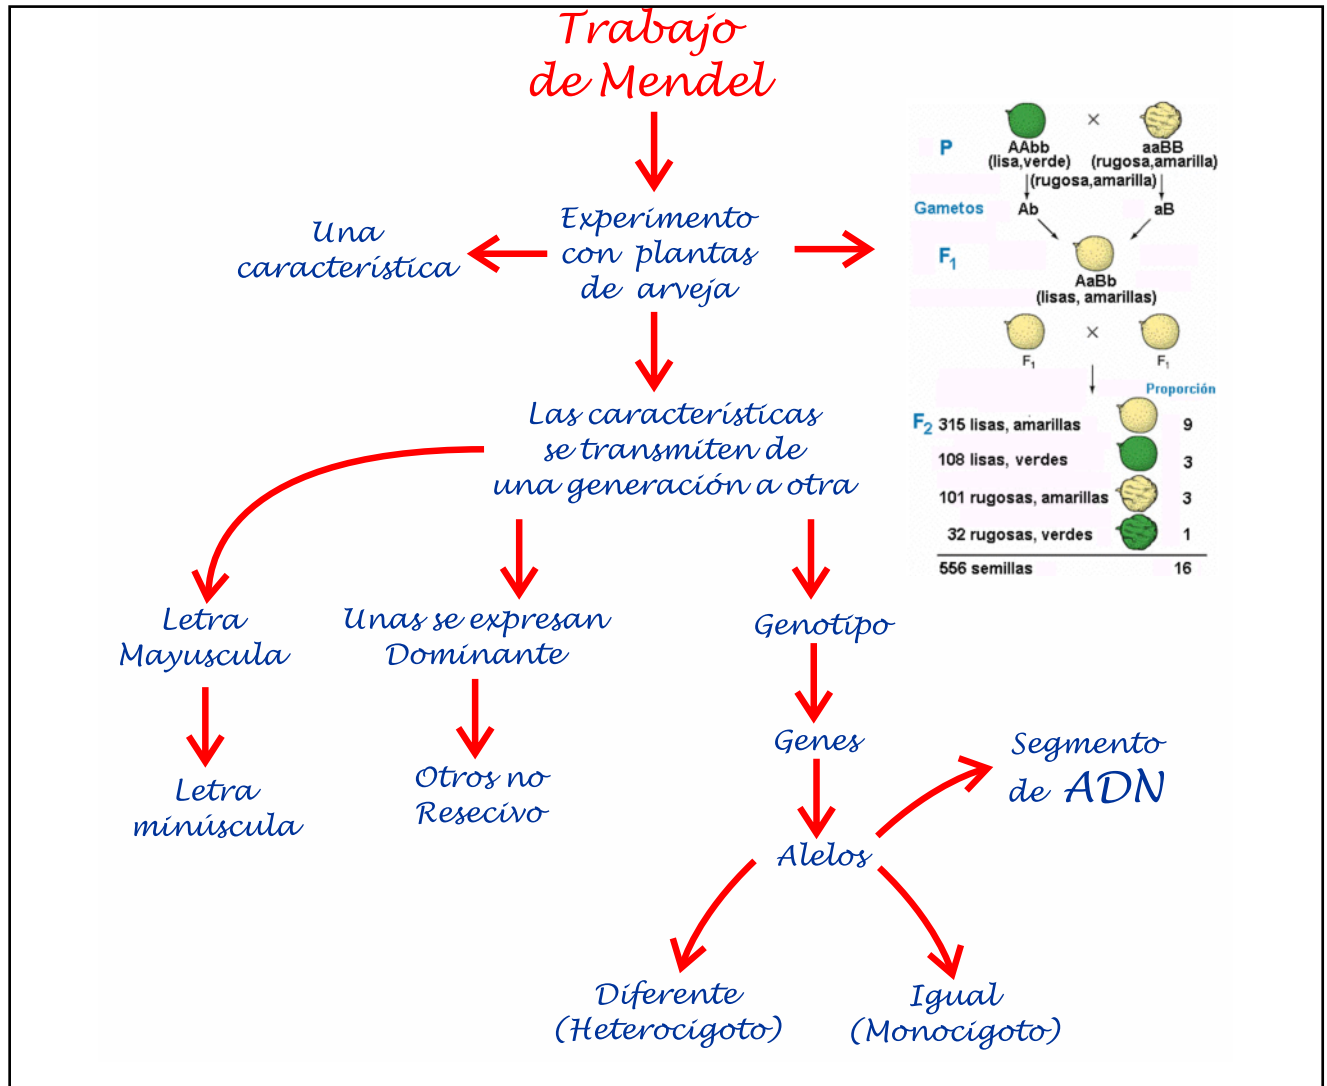 Trabajo
de Mendel
Experimento
con plantas
de arveja
Una
característica
P
AAbb
(lisa,verde)
×
aaBB
(rugosa,amarilla)
(rugosa,amarilla)
Gametos
Ab
aB
F1
AaBb
(lisas, amarillas)
×
F1
F1
Proporción
F2 315 lisas, amarillas 9
108 lisas, verdes 3
101 rugosas, amarillas 3
32 rugosas, verdes 1
556 semillas 16
Las características
se transmiten de
una generación a otra
Letra
Mayuscula
Letra
minúscula
Unas se expresan
Dominante
Otros no
Resecivo
Genotipo
Genes
Alelos
Segmento
de ADN
Diferente
(Heterocigoto)
Igual
(Monocigoto)